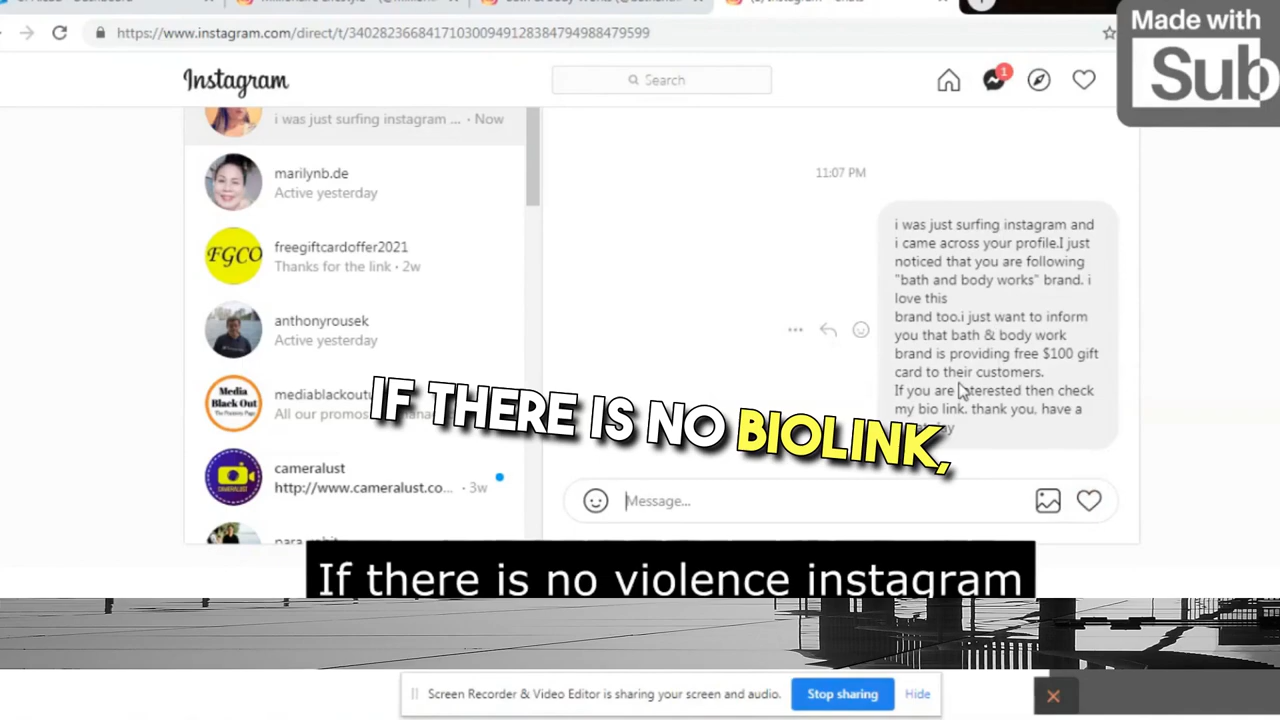 Made with
Sub
https://www.instagram.com/direct/t/340282366841710300949128384794988479599
Instagram
Search
1
i was just surfing instagram ... · Now
marilynb.de
Active yesterday
freegiftcardoffer2021
FGCO
Thanks for the link · 2w
anthonyrousek
Active yesterday
Media
Black Out
cameralust
http://www.cameralust.co... · 3w
11:07 PM
i was just surfing instagram and
i came across your profile.I just
noticed that you are following
"bath and body works" brand. i
love this
brand too.i just want to inform
you that bath & body work
brand is providing free $100 gift
card to their customers.
If you are interested then check
my bio link. thank you, have a
Message...
IF THERE IS NO BIOLINK,
If there is no violence instagram
Screen Recorder & Video Editor is sharing your screen and audio.
Stop sharing
Hide